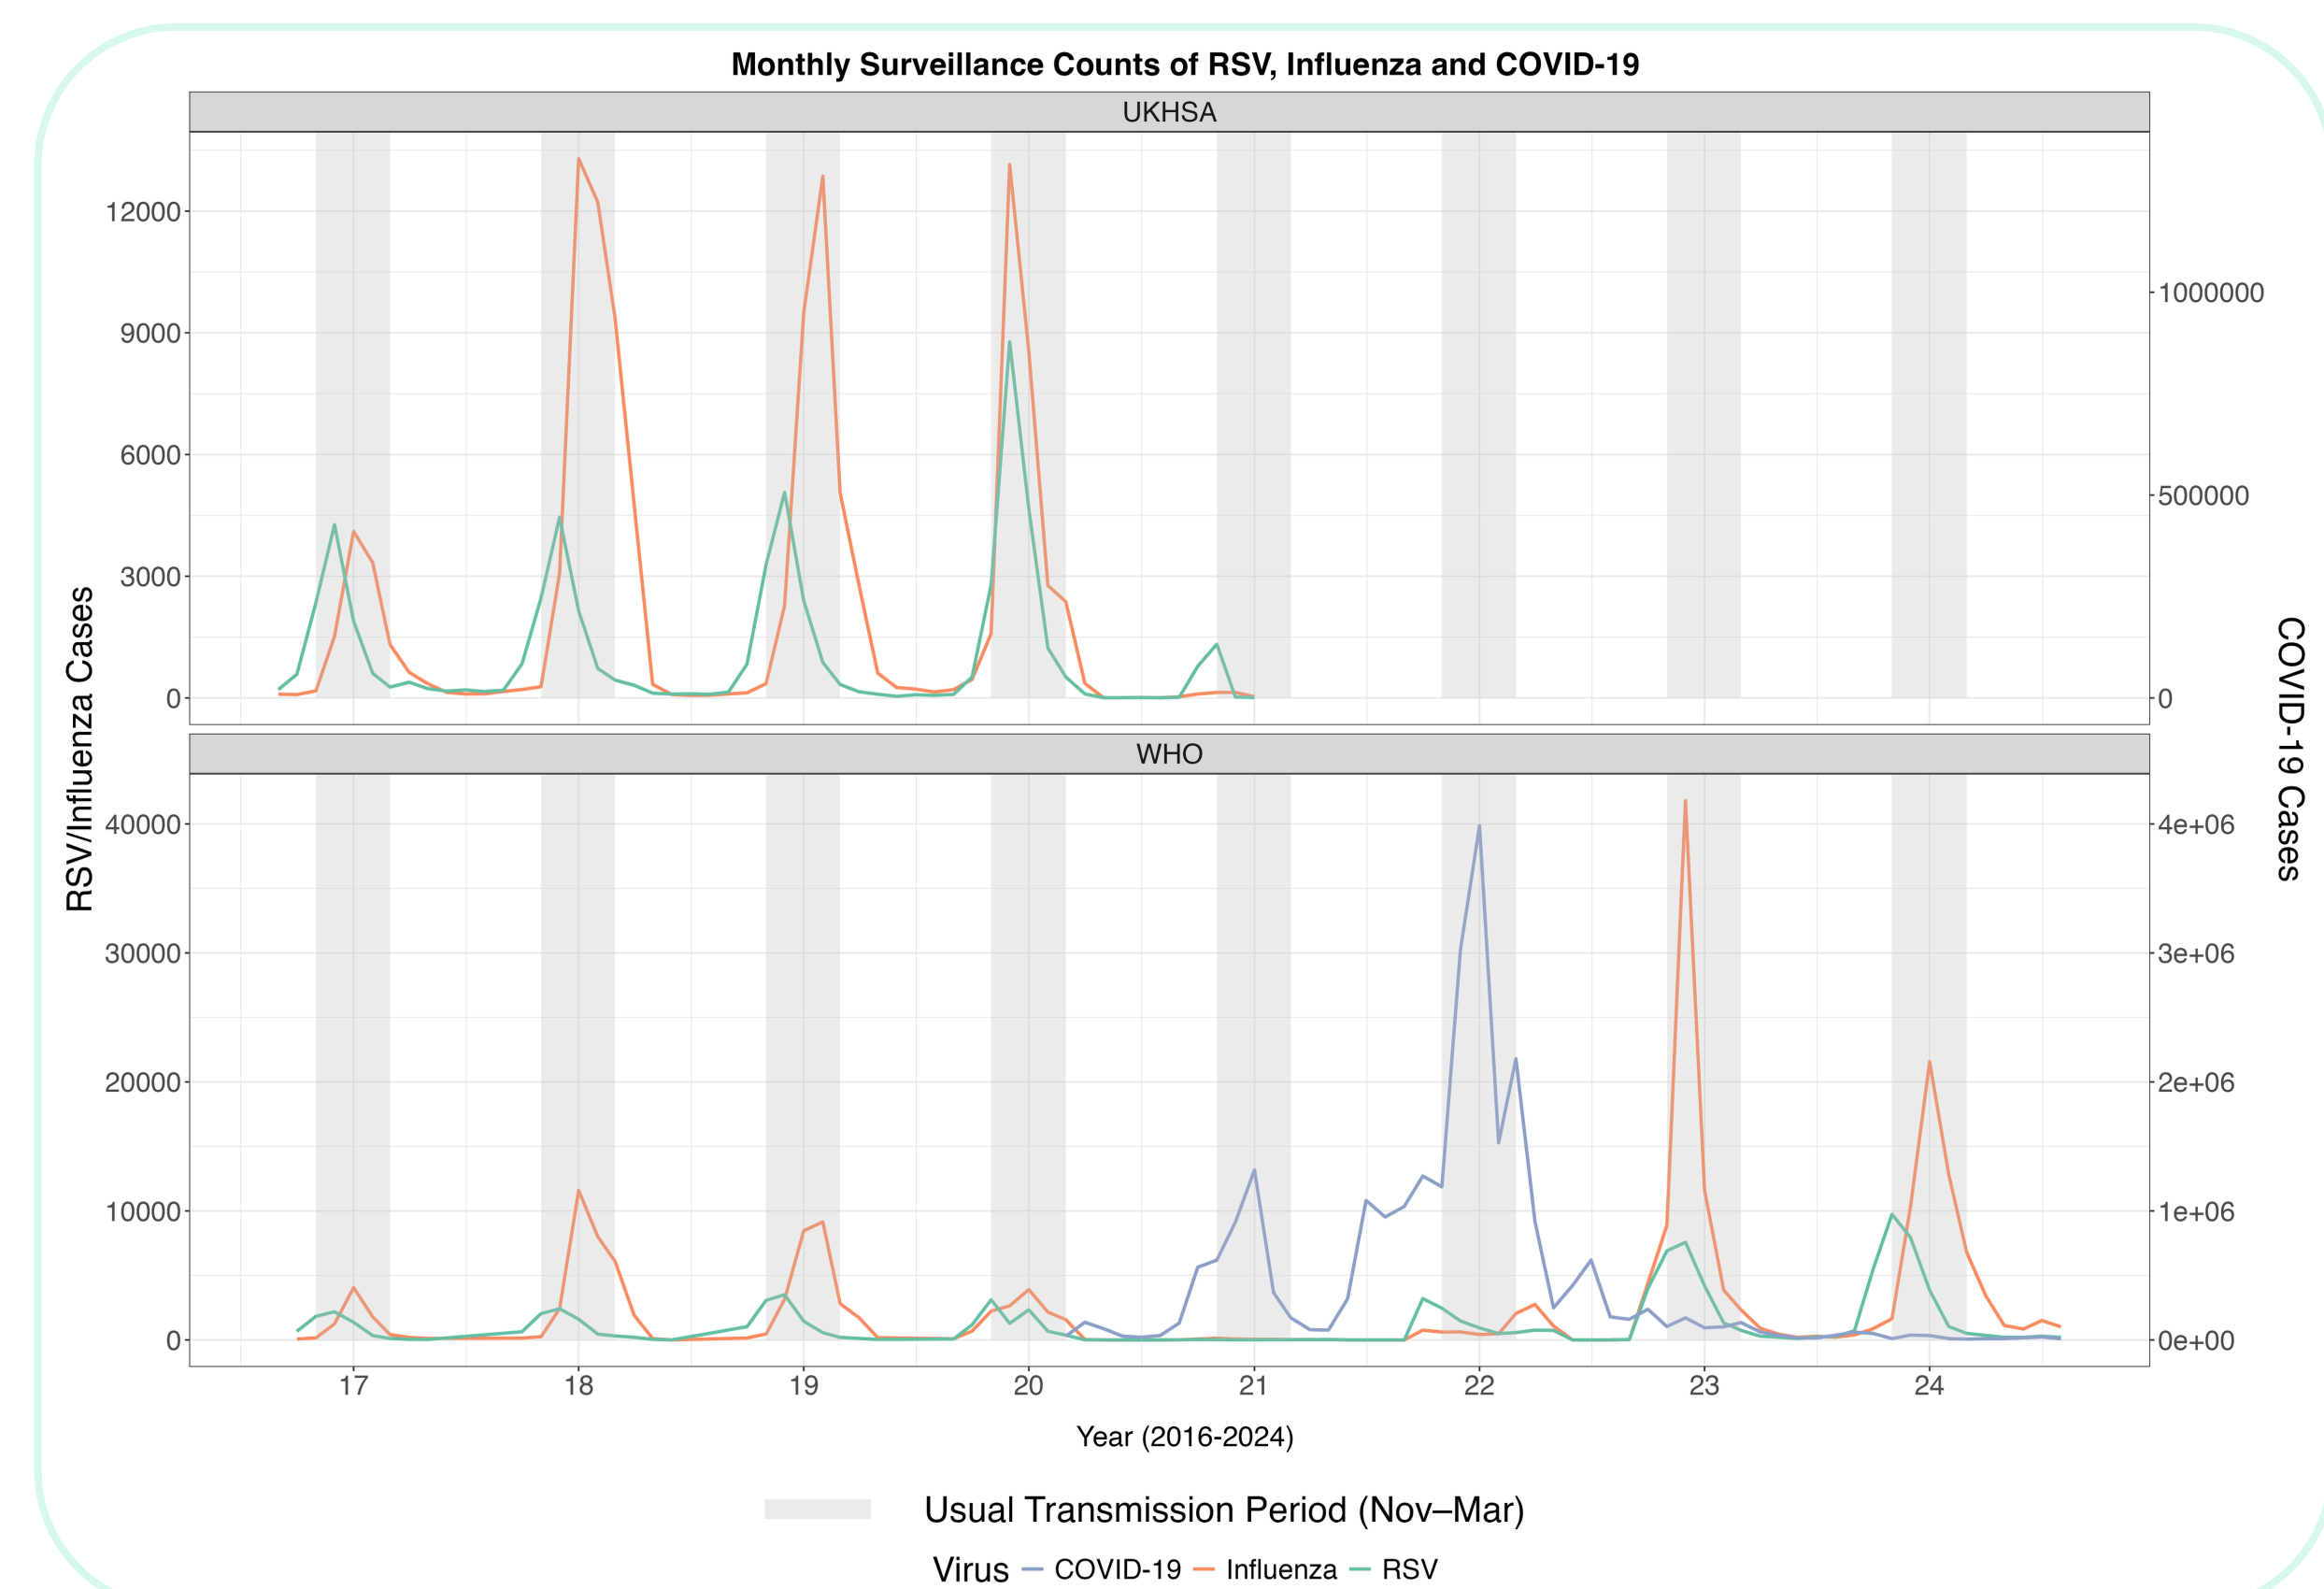 Monthly Surveillance Counts of RSV, Influenza and COVID-19
UKHSA
12000
9000
6000
3000
0
1000000
500000
0
RSV/Influenza Cases
COVID-19 Cases
WHO
40000
30000
20000
10000
0
4e+06
3e+06
2e+06
1e+06
0e+00
17 18 19 20 21 22 23 24
Year (2016-2024)
Usual Transmission Period (Nov–Mar)
Virus COVID-19 Influenza RSV